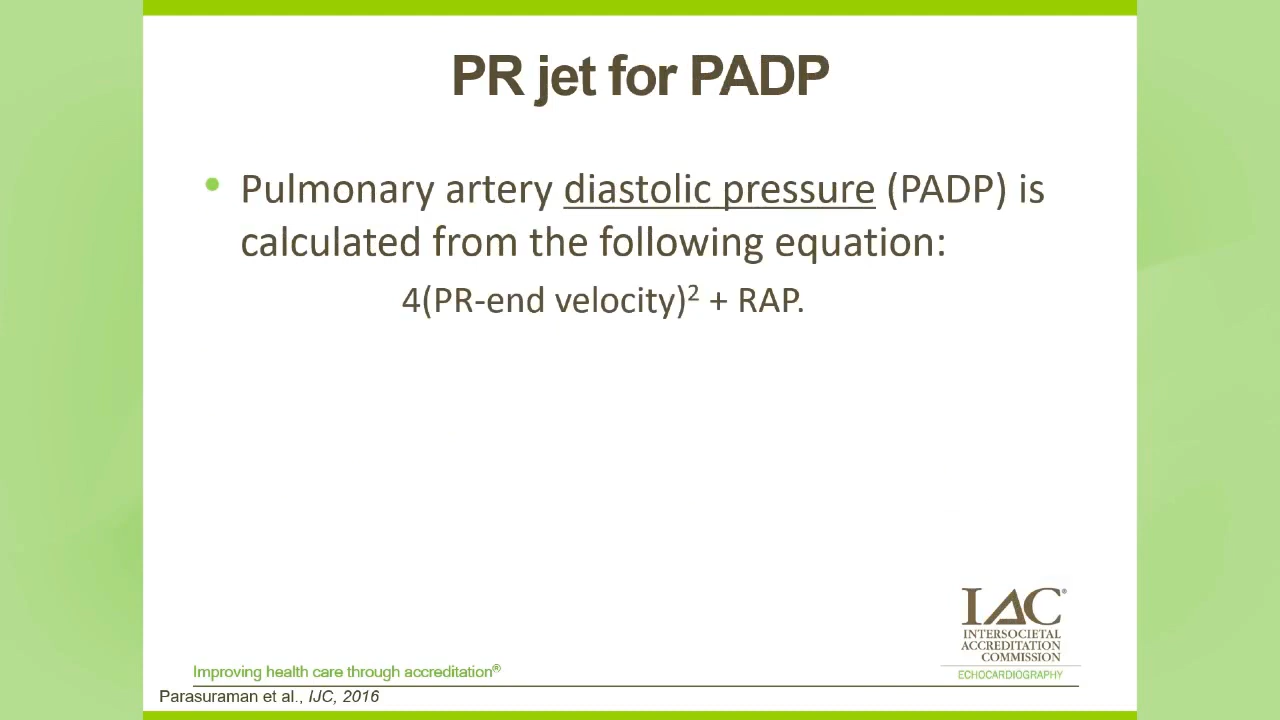 PR jet for PADP
• Pulmonary artery diastolic pressure (PADP) is
calculated from the following equation:
4(PR-end velocity)² + RAP.
IAC®
INTERSOCIETAL
ACCREDITATION
COMMISSION
ECHOCARDIOGRAPHY
Improving health care through accreditation®
Parasuraman et al., IJC, 2016